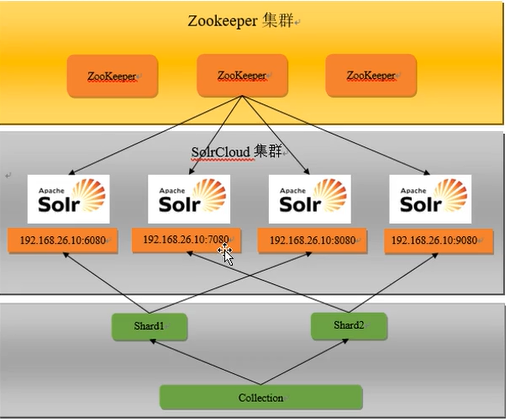 Zookeeper 集群
ZooKeeper
ZooKeeper
ZooKeeper
SolrCloud 集群
Apache
Solr
Apache
Solr
Apache
Solr
Apache
Solr
192.168.26.10:6080
192.168.26.10:7080
192.168.26.10:8080
192.168.26.10:9080
Shard1
Shard2
Collection